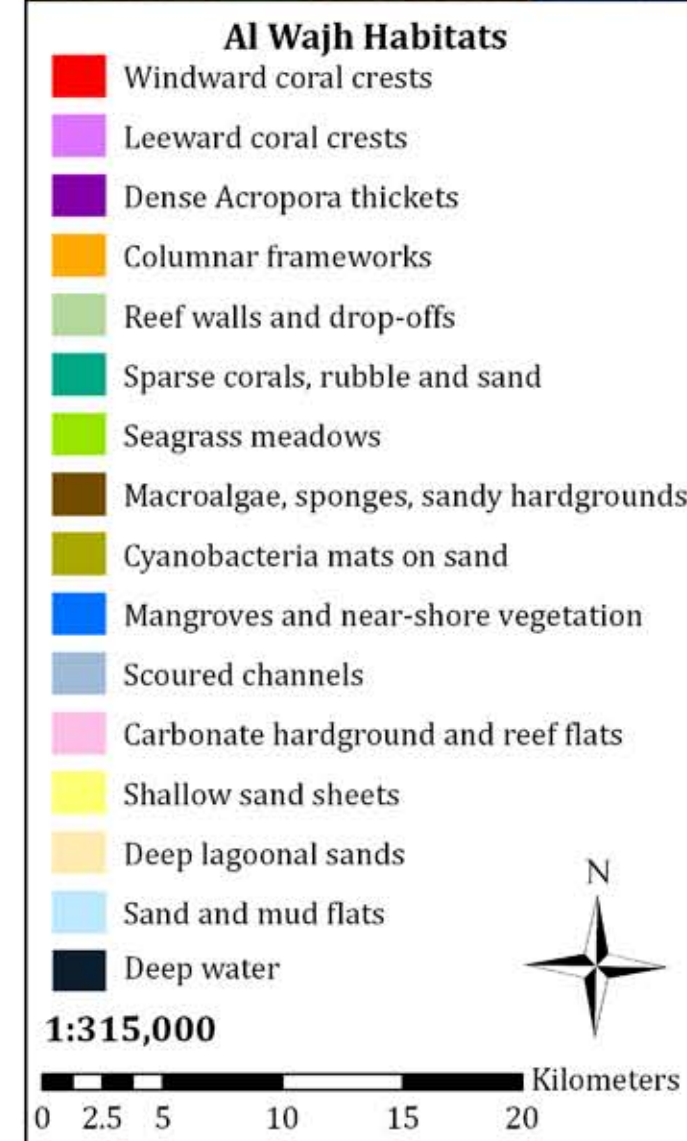 Al Wajh Habitats
Windward coral crests
Leeward coral crests
Dense Acropora thickets
Columnar frameworks
Reef walls and drop-offs
Sparse corals, rubble and sand
Seagrass meadows
Macroalgae, sponges, sandy hardgrounds
Cyanobacteria mats on sand
Mangroves and near-shore vegetation
Scoured channels
Carbonate hardground and reef flats
Shallow sand sheets
Deep lagoonal sands
N
Sand and mud flats
Deep water
1:315,000
Kilometers
0 2.5 5 10 15 20